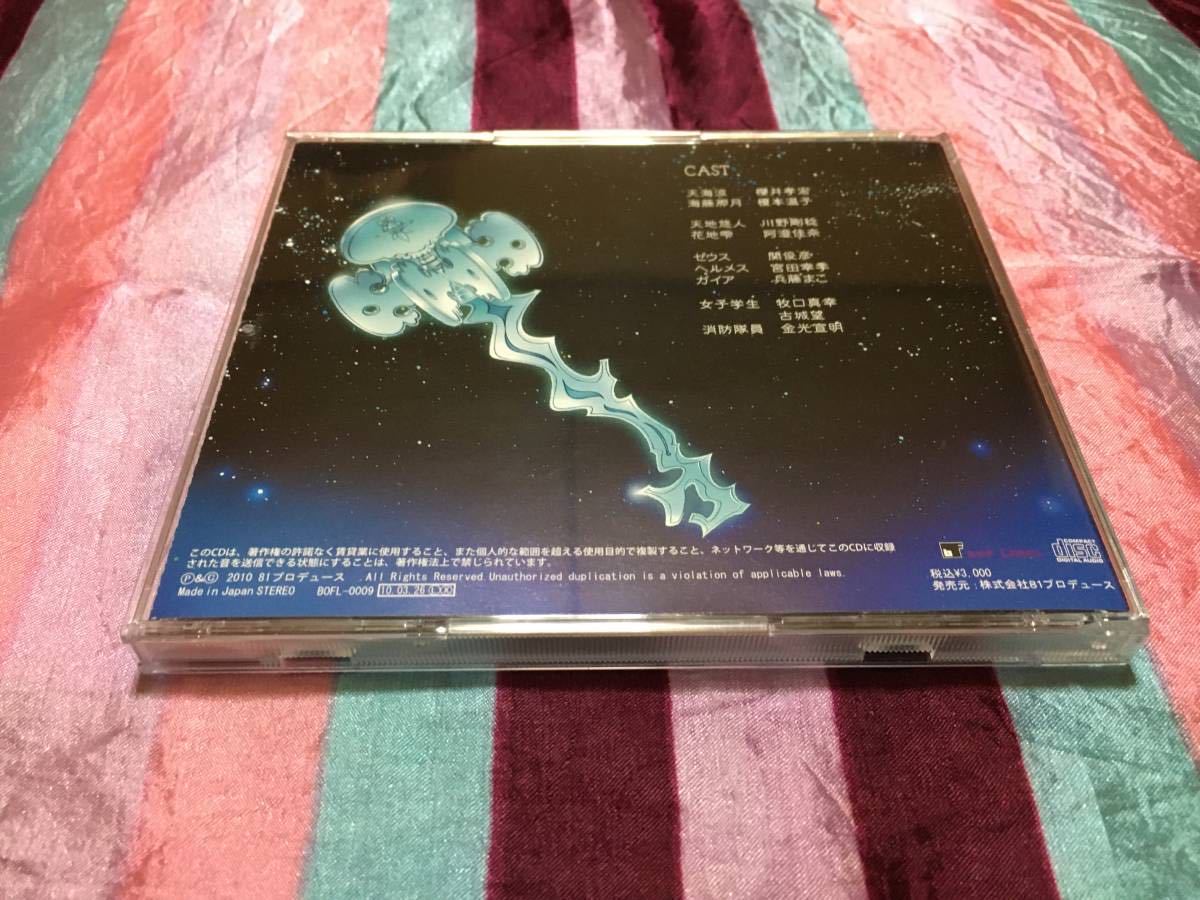 CAST
天海波 櫻井孝宏
海藤那月 榎本温子
天地悠人 川野剛稔
花地雫 阿澄佳奈
ゼウス 関俊彦
ヘルメス 宮田幸季
ガイア 兵藤まこ
女子学生 牧口真幸
古城望
消防隊員 金光宣明
このCDは、著作権の許諾なく賃貸業に使用すること、また個人的な範囲を超える使用目的で複製すること、ネットワーク等を通じてこのCDに収録
された音を送信できる状態にすることは、著作権法上で禁じられています。
Ⓟ&Ⓒ 2010 81プロデュース .All Rights Reserved.Unauthorized duplication is a violation of applicable laws.
Made in Japan STEREO BOFL-0009 10.03.26
COMPACT
disc
DIGITAL AUDIO
税込¥3,000
発売元:株式会社81プロデュース